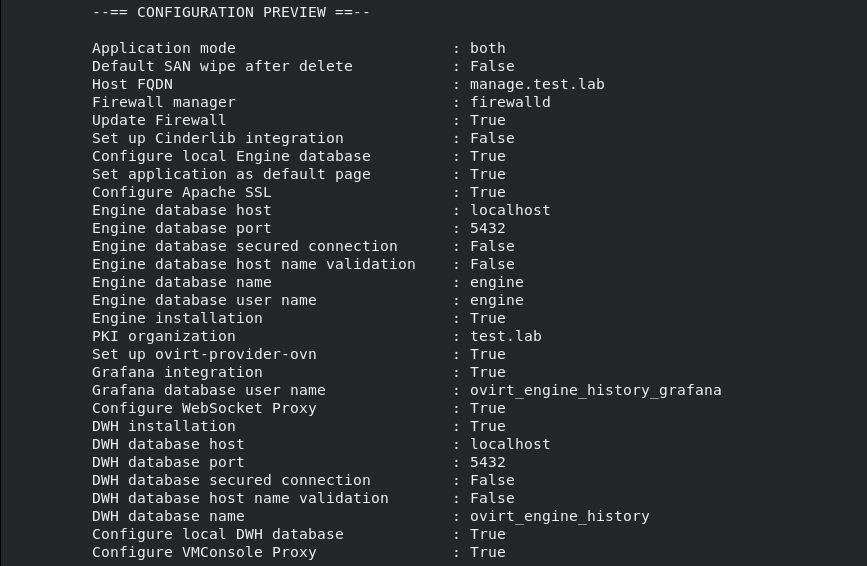 --== CONFIGURATION PREVIEW ==--
Application mode : both
Default SAN wipe after delete : False
Host FQDN : manage.test.lab
Firewall manager : firewalld
Update Firewall : True
Set up Cinderlib integration : False
Configure local Engine database : True
Set application as default page : True
Configure Apache SSL : True
Engine database host : localhost
Engine database port : 5432
Engine database secured connection : False
Engine database host name validation : False
Engine database name : engine
Engine database user name : engine
Engine installation : True
PKI organization : test.lab
Set up ovirt-provider-ovn : True
Grafana integration : True
Grafana database user name : ovirt_engine_history_grafana
Configure WebSocket Proxy : True
DWH installation : True
DWH database host : localhost
DWH database port : 5432
DWH database secured connection : False
DWH database host name validation : False
DWH database name : ovirt_engine_history
Configure local DWH database : True
Configure VMConsole Proxy : True